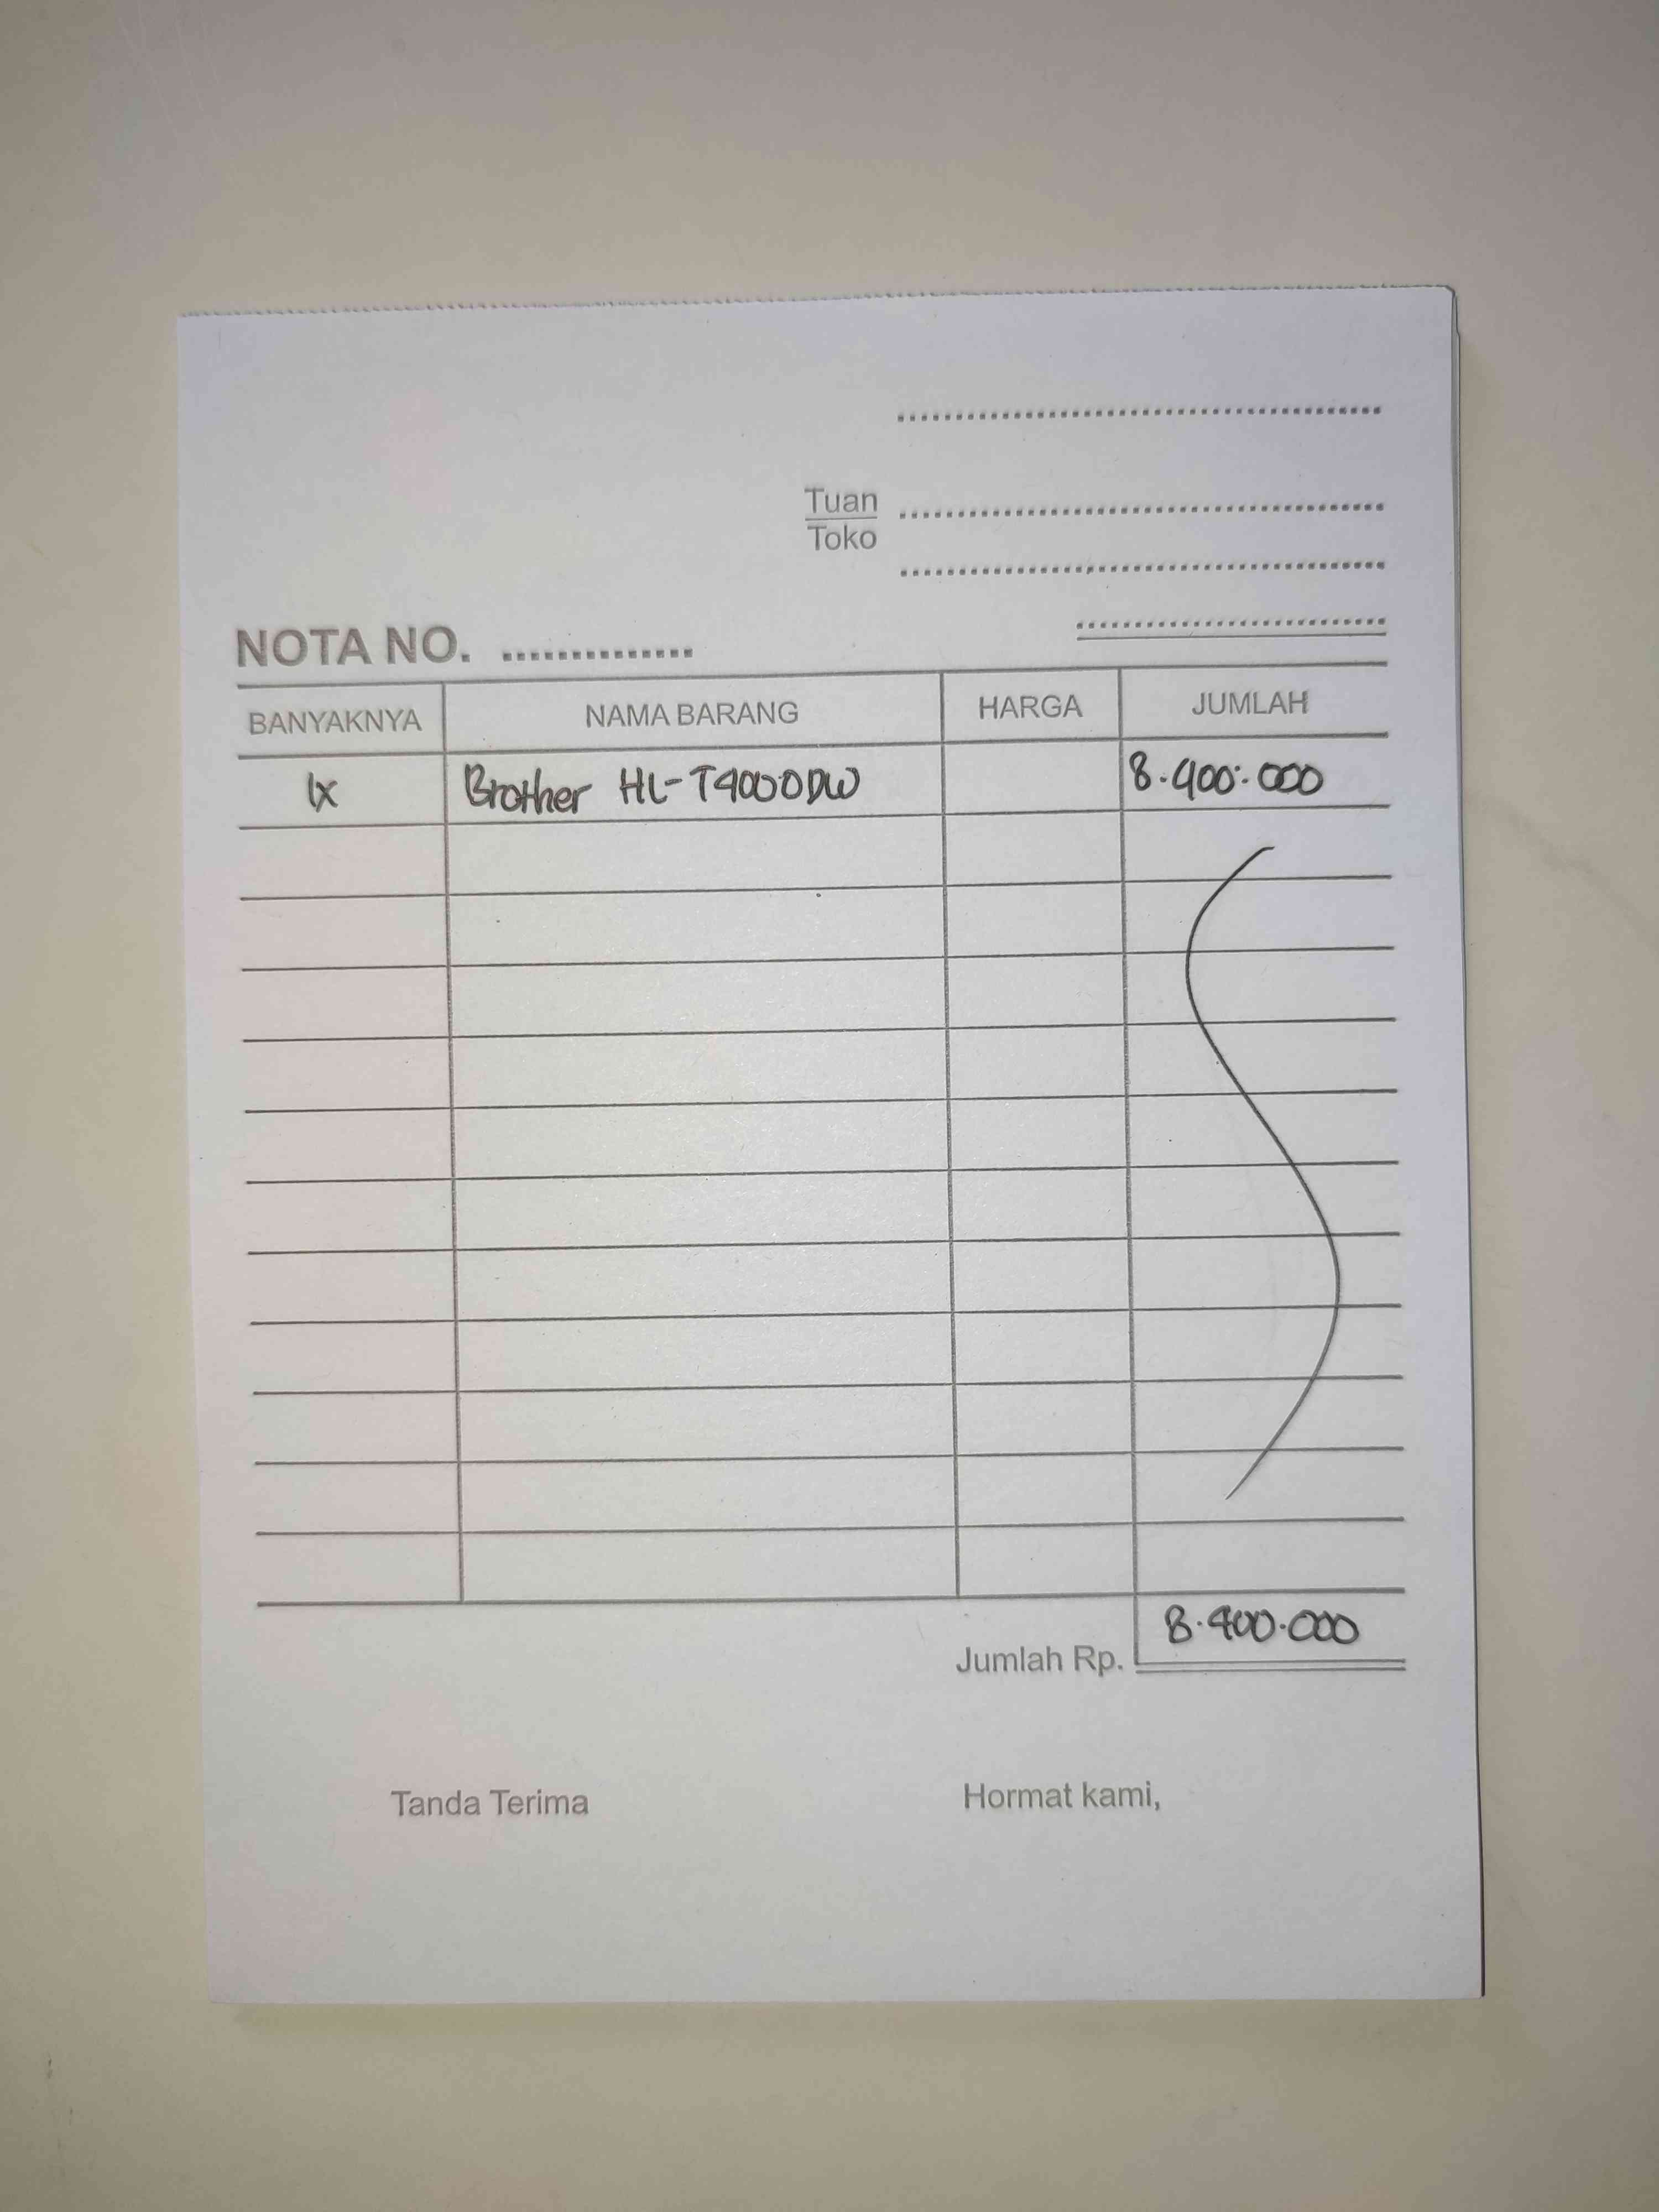 Tuan
Toko
NOTA NO.
BANYAKNYA NAMA BARANG HARGA JUMLAH
1x Brother HL-T4000DW 8.400.000
Jumlah Rp. 8.400.000
Tanda Terima Hormat kami,